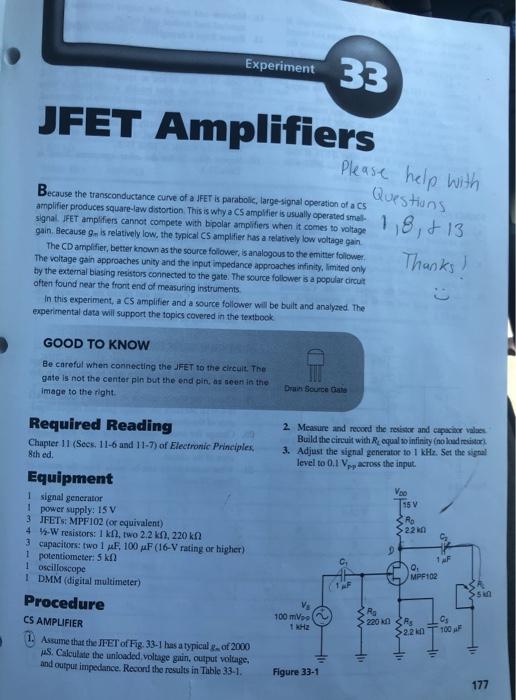 Experiment 33
JFET Amplifiers
Please help with
Questions
1, 8, & 13
Thanks!
Because the transconductance curve of a JFET is parabolic, large-signal operation of a CS
amplifier produces square-law distortion. This is why a CS amplifier is usually operated small-
signal. JFET amplifiers cannot compete with bipolar amplifiers when it comes to voltage
gain. Because gm is relatively low, the typical CS amplifier has a relatively low voltage gain.
The CD amplifier, better known as the source follower, is analogous to the emitter follower.
The voltage gain approaches unity and the input impedance approaches infinity, limited only
by the external biasing resistors connected to the gate. The source follower is a popular circuit
often found near the front end of measuring instruments.
In this experiment, a CS amplifier and a source follower will be built and analyzed. The
experimental data will support the topics covered in the textbook.
GOOD TO KNOW
Be careful when connecting the JFET to the circuit. The
gate is not the center pin but the end pin, as seen in the
image to the right.
Drain Source Gate
Required Reading
Chapter 11 (Secs. 11-6 and 11-7) of Electronic Principles,
8th ed.
Equipment
1 signal generator
1 power supply: 15 V
3 JFETs: MPF102 (or equivalent)
4 ½-W resistors: 1 kΩ, two 2.2 kΩ, 220 kΩ
3 capacitors: two 1 µF, 100 µF (16-V rating or higher)
1 potentiometer: 5 kΩ
1 oscilloscope
1 DMM (digital multimeter)
Procedure
CS AMPLIFIER
1. Assume that the JFET of Fig. 33-1 has a typical gm of 2000
µS. Calculate the unloaded voltage gain, output voltage,
and output impedance. Record the results in Table 33-1.
2. Measure and record the resistor and capacitor values.
Build the circuit with RL equal to infinity (no load resistor).
3. Adjust the signal generator to 1 kHz. Set the signal
level to 0.1 Vpp across the input.
VDD
15 V
RD
2.2 kΩ
C2
1 µF
D
Q1
MPF102
C1
1 µF
RL
5 kΩ
VS
100 mVpp
1 kHz
RG
220 kΩ
RS
2.2 kΩ
C3
100 µF
Figure 33-1
177